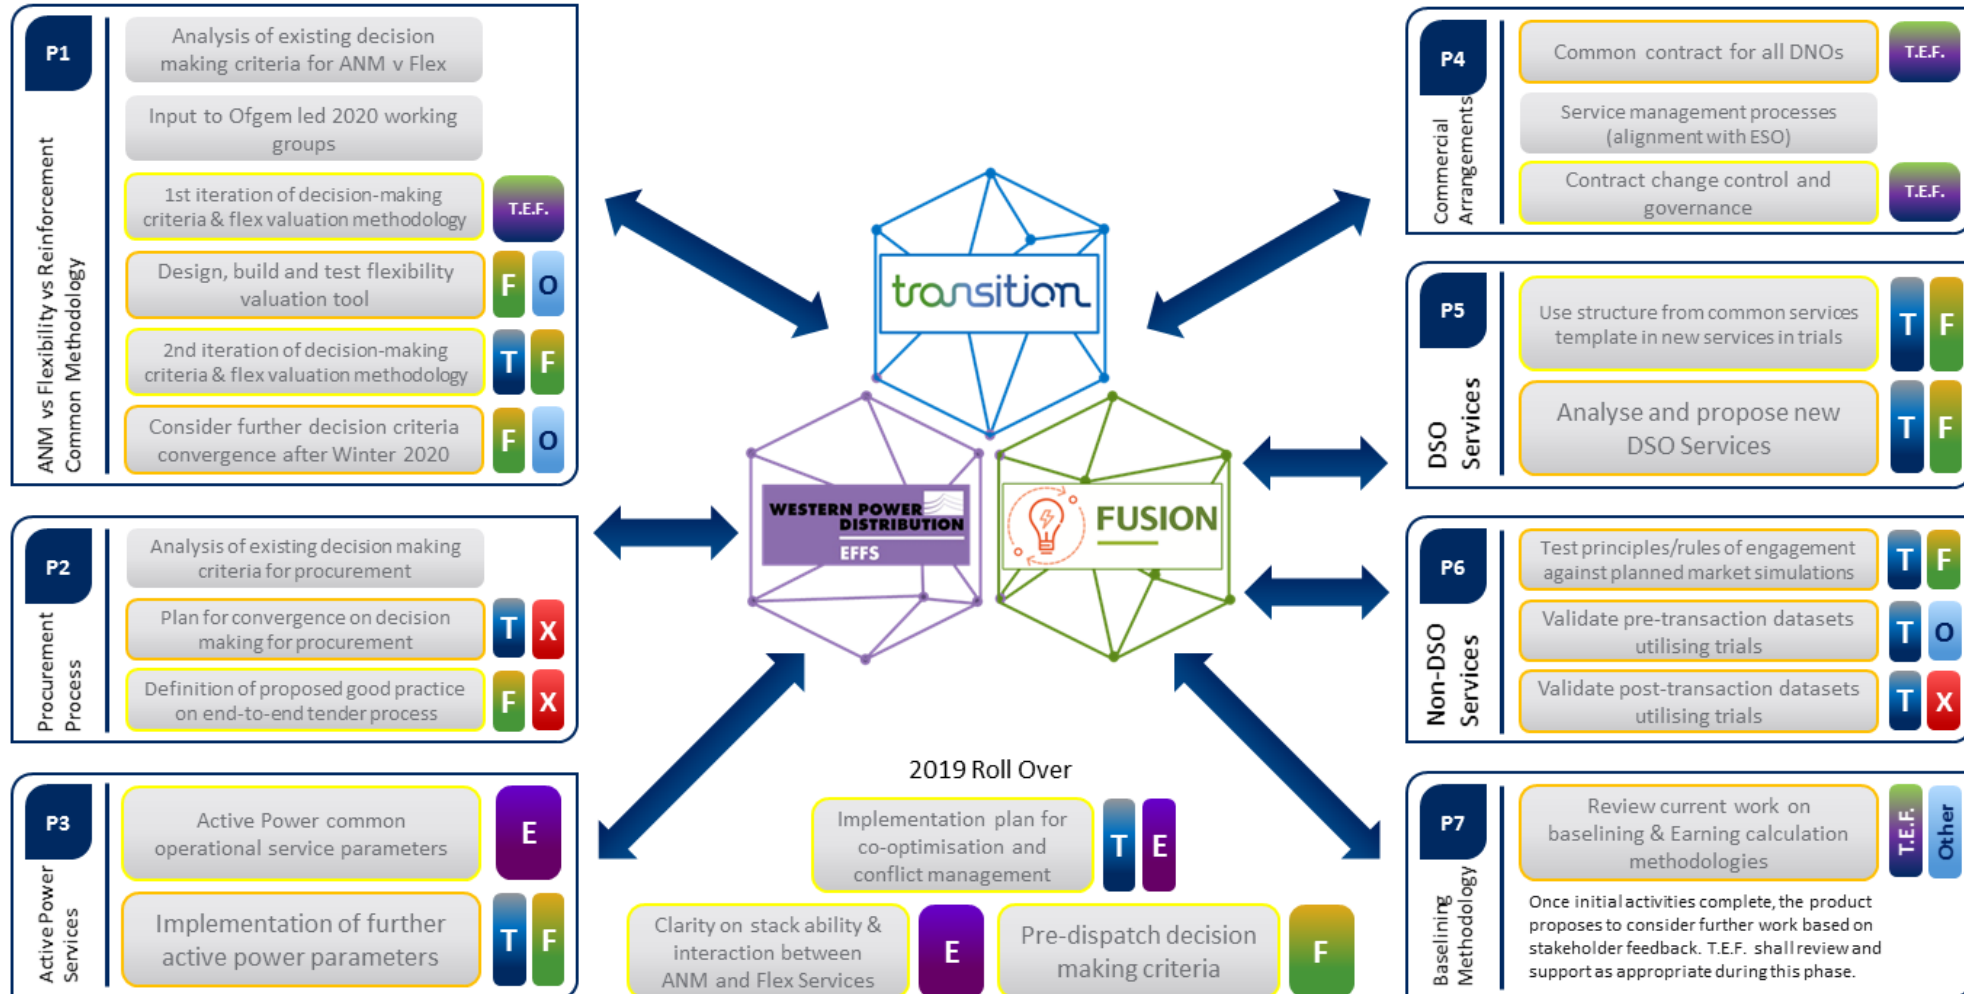 P1
ANM vs Flexibility vs Reinforcement
Common Methodology
Analysis of existing decision
making criteria for ANM v Flex
Input to Ofgem led 2020 working
groups
1st iteration of decision-making
criteria & flex valuation methodology
T.E.F.
Design, build and test flexibility
valuation tool
F O
2nd iteration of decision-making
criteria & flex valuation methodology
T F
Consider further decision criteria
convergence after Winter 2020
F O
P2
Procurement
Process
Analysis of existing decision making
criteria for procurement
Plan for convergence on decision
making for procurement
T X
Definition of proposed good practice
on end-to-end tender process
F X
P3
Active Power
Services
Active Power common
operational service parameters
E
Implementation of further
active power parameters
T F
transition
WESTERN POWER
DISTRIBUTION
EFFS
FUSION
2019 Roll Over
Implementation plan for
co-optimisation and
conflict management
T E
Clarity on stack ability &
interaction between
ANM and Flex Services
E
Pre-dispatch decision
making criteria
F
P4
Commercial
Arrangements
Common contract for all DNOs
T.E.F.
Service management processes
(alignment with ESO)
Contract change control and
governance
T.E.F.
P5
DSO
Services
Use structure from common services
template in new services in trials
T F
Analyse and propose new
DSO Services
T F
P6
Non-DSO
Services
Test principles/rules of engagement
against planned market simulations
T F
Validate pre-transaction datasets
utilising trials
T O
Validate post-transaction datasets
utilising trials
T X
P7
Baselining
Methodology
Review current work on
baselining & Earning calculation
methodologies
T.E.F.
Other
Once initial activities complete, the product
proposes to consider further work based on
stakeholder feedback. T.E.F. shall review and
support as appropriate during this phase.